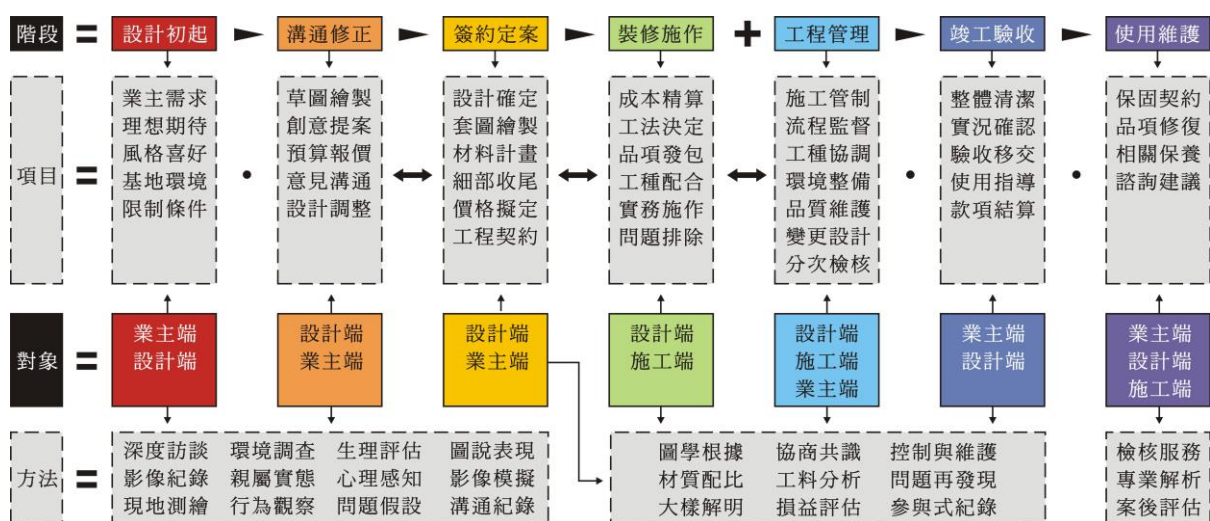 階段 = 設計初起 溝通修正 簽約定案 裝修施作 + 工程管理 竣工驗收 使用維護
項目 =
業主需求
理想期待
風格喜好
基地環境
限制條件
草圖繪製
創意提案
預算報價
意見溝通
設計調整
設計確定
套圖繪製
材料計畫
細部收尾
價格擬定
工程契約
成本精算
工法決定
品項發包
工種配合
實務施作
問題排除
施工管制
流程監督
工種協調
環境整備
品質維護
變更設計
分次檢核
整體清潔
實況確認
驗收移交
使用指導
款項結算
保固契約
品項修復
相關保養
諮詢建議
對象 =
業主端
設計端
設計端
業主端
設計端
業主端
設計端
施工端
設計端
施工端
業主端
業主端
設計端
業主端
設計端
施工端
方法 =
深度訪談 環境調查 生理評估 圖說表現
影像紀錄 親屬實態 心理感知 影像模擬
現地測繪 行為觀察 問題假設 溝通紀錄
圖學根據 協商共識 控制與維護
材質配比 工料分析 問題再發現
大樣解明 損益評估 參與式紀錄
檢核服務
專業解析
案後評估